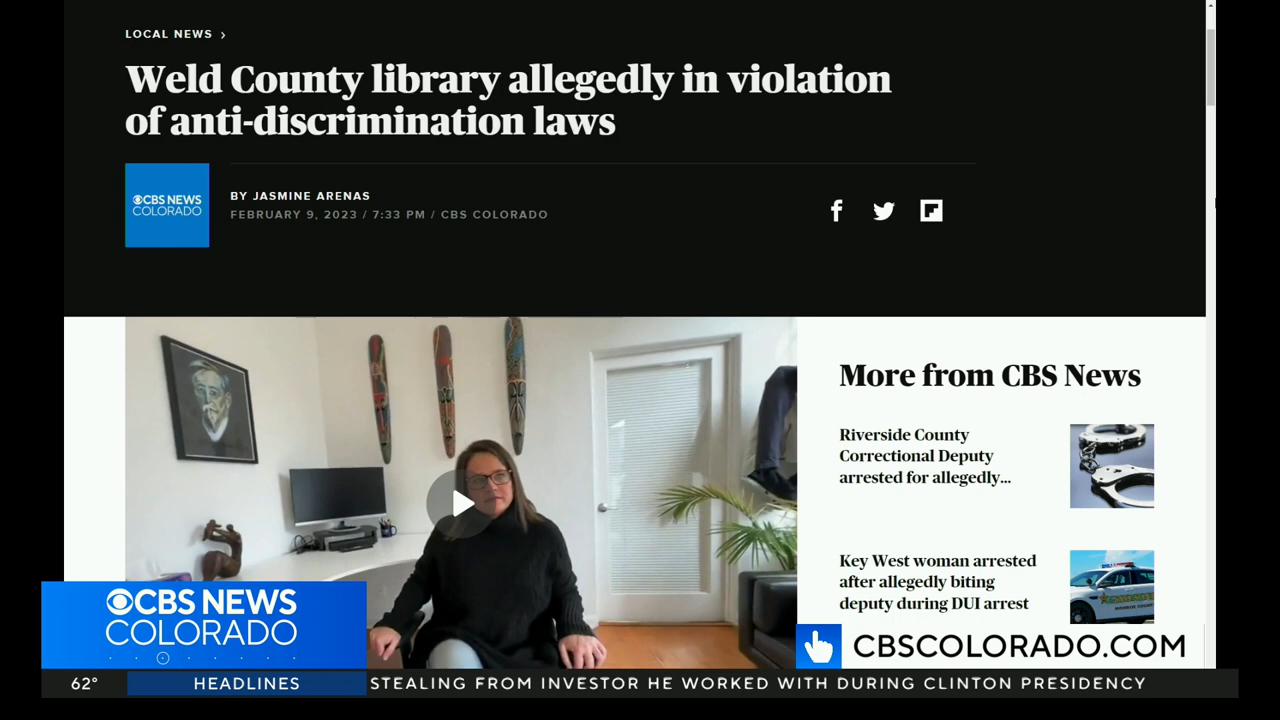 LOCAL NEWS ›
Weld County library allegedly in violation
of anti-discrimination laws
CBS NEWS
COLORADO
BY JASMINE ARENAS
FEBRUARY 9, 2023 / 7:33 PM / CBS COLORADO
More from CBS News
Riverside County
Correctional Deputy
arrested for allegedly...
Key West woman arrested
after allegedly biting
deputy during DUI arrest
CBS NEWS
COLORADO
CBSCOLORADO.COM
62° HEADLINES STEALING FROM INVESTOR HE WORKED WITH DURING CLINTON PRESIDENCY